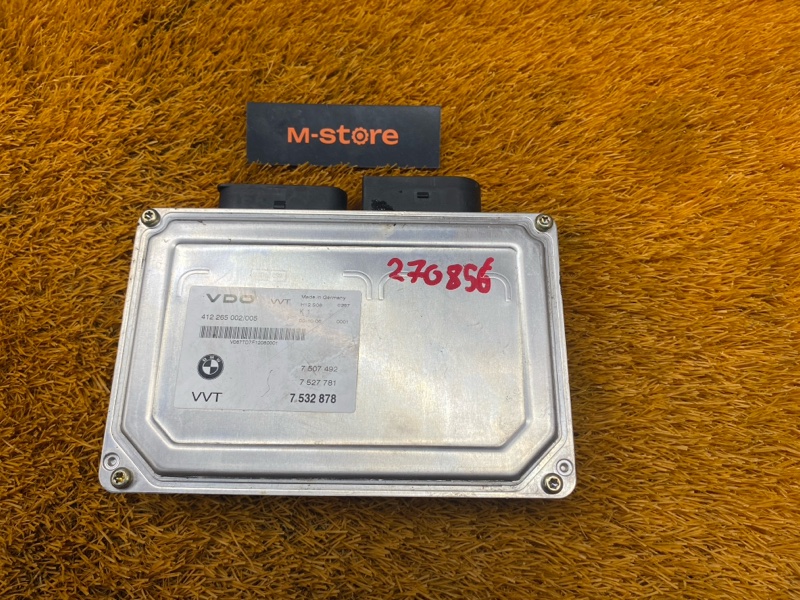 M-store
270856
VDO VVT Made in Germany
412.265 002/005
7 507 492
7 527 781
VVT 7.532 878